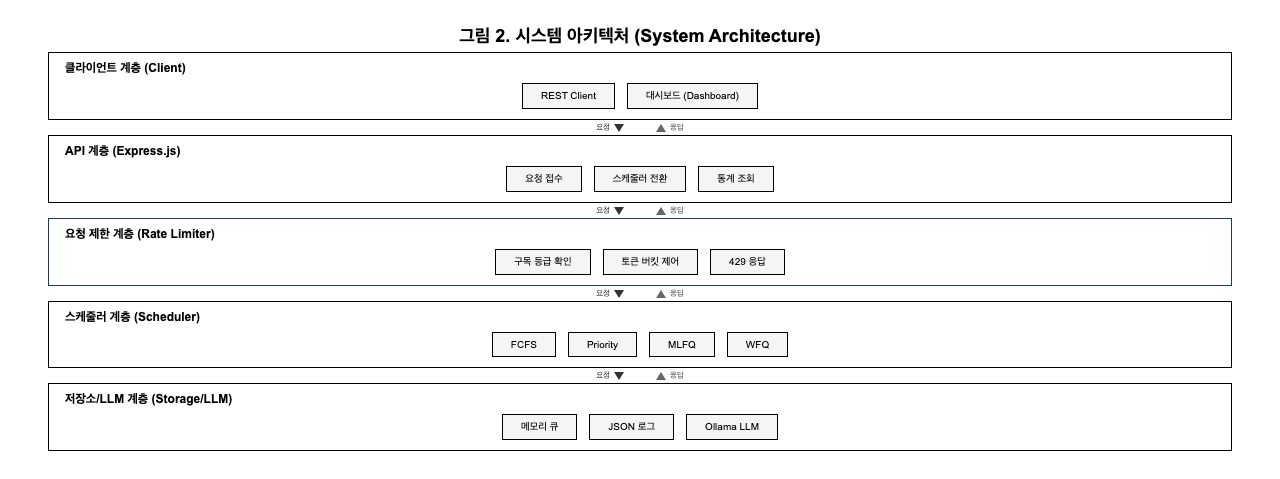 그림 2. 시스템 아키텍처 (System Architecture)
클라이언트 계층 (Client)
REST Client 대시보드 (Dashboard)
요청 응답
API 계층 (Express.js)
요청 접수 스케줄러 전환 통계 조회
요청 응답
요청 제한 계층 (Rate Limiter)
구독 등급 확인 토큰 버킷 제어 429 응답
요청 응답
스케줄러 계층 (Scheduler)
FCFS Priority MLFQ WFQ
요청 응답
저장소/LLM 계층 (Storage/LLM)
메모리 큐 JSON 로그 Ollama LLM